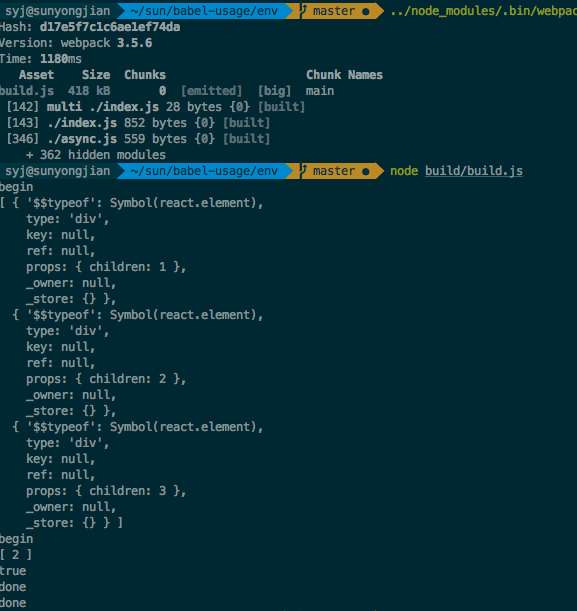 syj@sunyongjian ~/sun/babel-usage/env master ● ../node_modules/.bin/webpac
Hash: d17e5f7c1c6ae1ef74da
Version: webpack 3.5.6
Time: 1180ms
Asset Size Chunks Chunk Names
build.js 418 kB 0 [emitted] [big] main
[142] multi ./index.js 28 bytes {0} [built]
[143] ./index.js 852 bytes {0} [built]
[346] ./async.js 559 bytes {0} [built]
+ 362 hidden modules
syj@sunyongjian ~/sun/babel-usage/env master ● node build/build.js
begin
[ { '$$typeof': Symbol(react.element),
type: 'div',
key: null,
ref: null,
props: { children: 1 },
_owner: null,
_store: {} },
{ '$$typeof': Symbol(react.element),
type: 'div',
key: null,
ref: null,
props: { children: 2 },
_owner: null,
_store: {} },
{ '$$typeof': Symbol(react.element),
type: 'div',
key: null,
ref: null,
props: { children: 3 },
_owner: null,
_store: {} } ]
begin
[ 2 ]
true
done
done